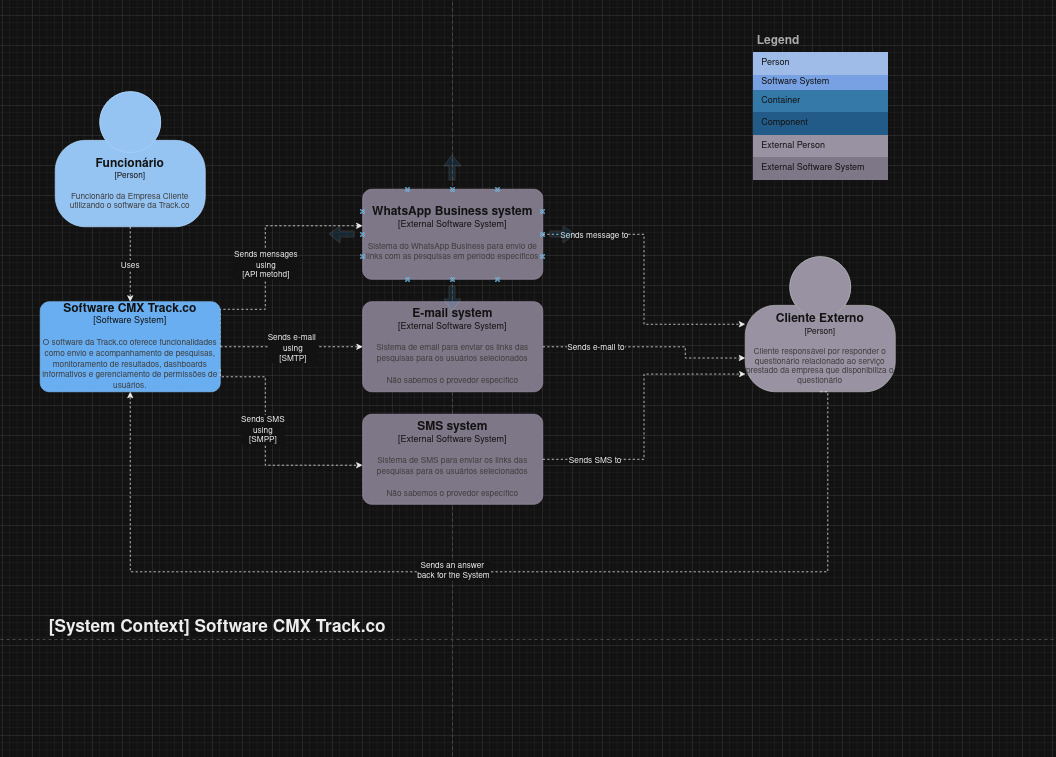 Legend
Person
Software System
Container
Component
External Person
External Software System
Funcionário
[Person]
Funcionário da Empresa Cliente
utilizando o software da Track.co
Uses
Software CMX Track.co
[Software System]
O software da Track.co oferece funcionalidades
como envio e acompanhamento de pesquisas,
monitoramento de resultados, dashboards
informativos e gerenciamento de permissões de
usuários.
Sends mensages
using
[API metohd]
Sends e-mail
using
[SMTP]
Sends SMS
using
[SMPP]
WhatsApp Business system
[External Software System]
Sistema do WhatsApp Business para envio de
links com as pesquisas em período específicos
E-mail system
[External Software System]
Sistema de email para enviar os links das
pesquisas para os usuários selecionados
Não sabemos o provedor específico
SMS system
[External Software System]
Sistema de SMS para enviar os links das
pesquisas para os usuários selecionados
Não sabemos o provedor específico
Sends message to
Sends e-mail to
Sends SMS to
Cliente Externo
[Person]
Cliente responsável por responder o
questionário relacionado ao serviço
prestado da empresa que disponibiliza o
questionário
Sends an answer
back for the System
[System Context] Software CMX Track.co